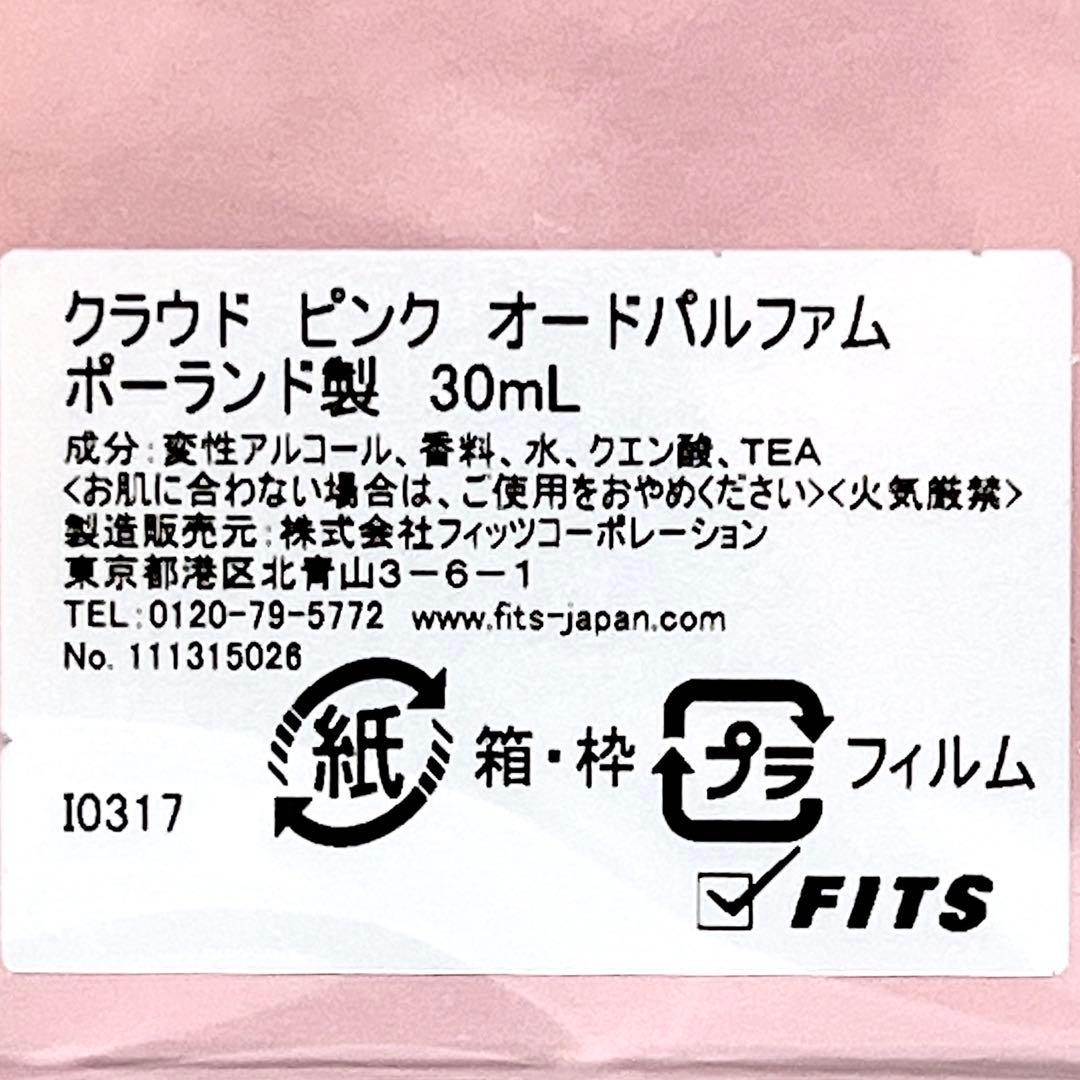 クラウド ピンク オードパルファム
ポーランド製 30mL
成分:変性アルコール、香料、水、クエン酸、TEA
<お肌に合わない場合は、ご使用をおやめください><火気厳禁>
製造販売元:株式会社フィッツコーポレーション
東京都港区北青山3-6-1
TEL:0120-79-5772 www.fits-japan.com
No. 111315026
紙 箱・枠 プラ フィルム
I0317
FITS